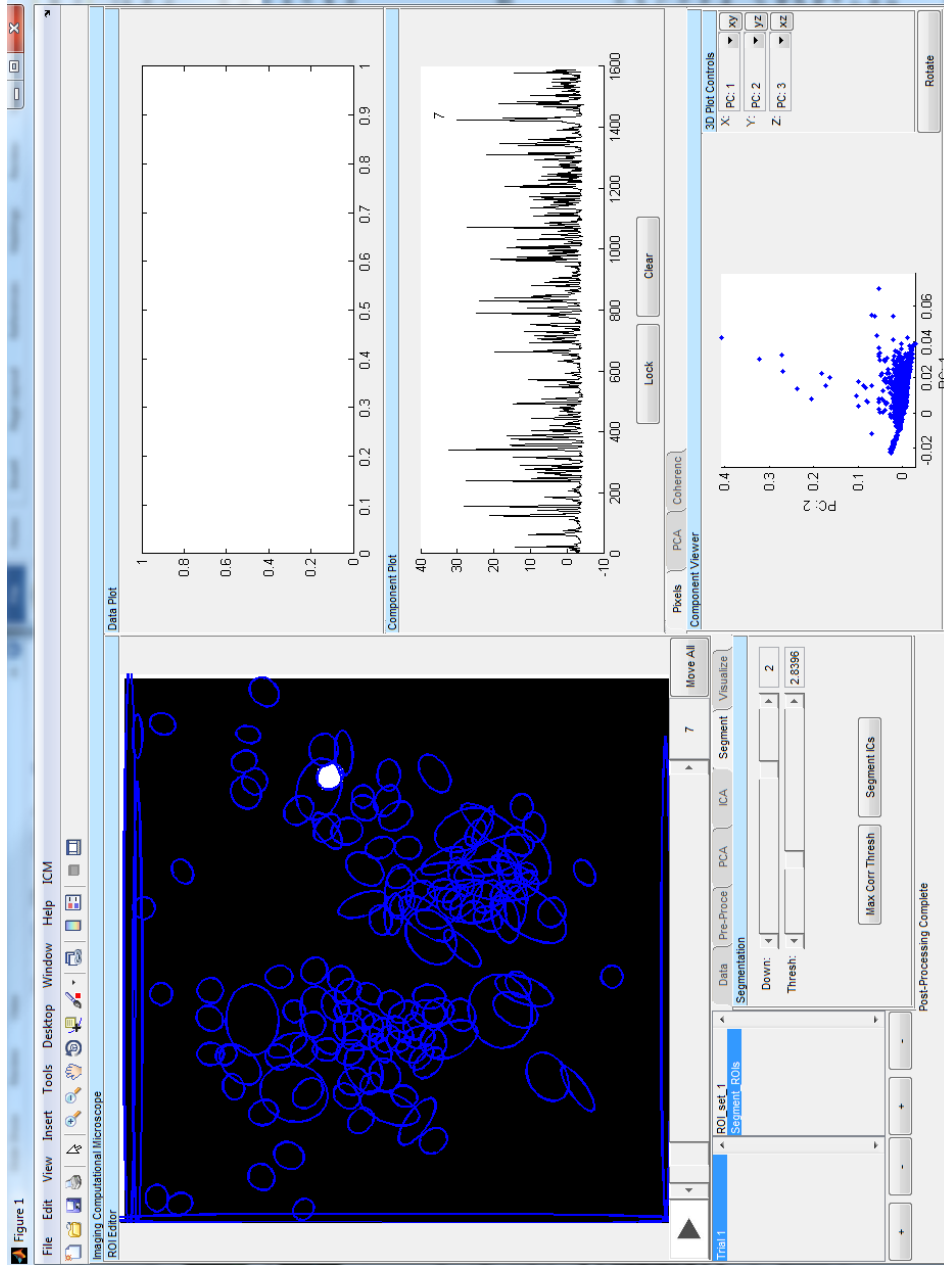 Figure 1
File Edit View Insert Tools Desktop Window Help ICM
Imaging Computational Microscope
ROI Editor
7
Move All
Trial 1
ROI_set_1
Segment_ROIs
+ - + -
Data Pre-Proce PCA ICA Segment Visualize
Segmentation
Down: 2
Thresh: 2.8396
Max Corr Thresh Segment ICs
Post-Processing Complete
Data Plot
1
0.8
0.6
0.4
0.2
0
0 0.1 0.2 0.3 0.4 0.5 0.6 0.7 0.8 0.9 1
Component Plot
7
40
30
20
10
0
-10
0 200 400 600 800 1000 1200 1400 1600
Lock Clear
Pixels PCA Coherenc
Component Viewer
0.4
0.3
0.2
0.1
0
PC: 2
-0.02 0 0.02 0.04 0.06
3D Plot Controls
X: PC: 1 xy
Y: PC: 2 yz
Z: PC: 3 xz
Rotate